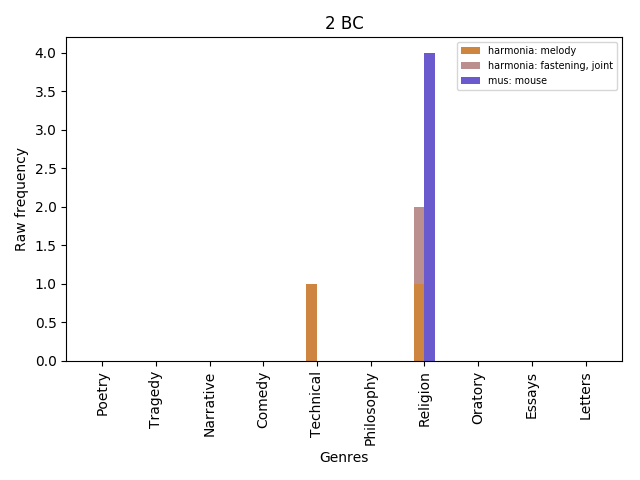 2 BC
harmonia: melody
harmonia: fastening, joint
mus: mouse
Raw frequency
4.0
3.5
3.0
2.5
2.0
1.5
1.0
0.5
0.0
Poetry
Tragedy
Narrative
Comedy
Technical
Philosophy
Religion
Oratory
Essays
Letters
Genres